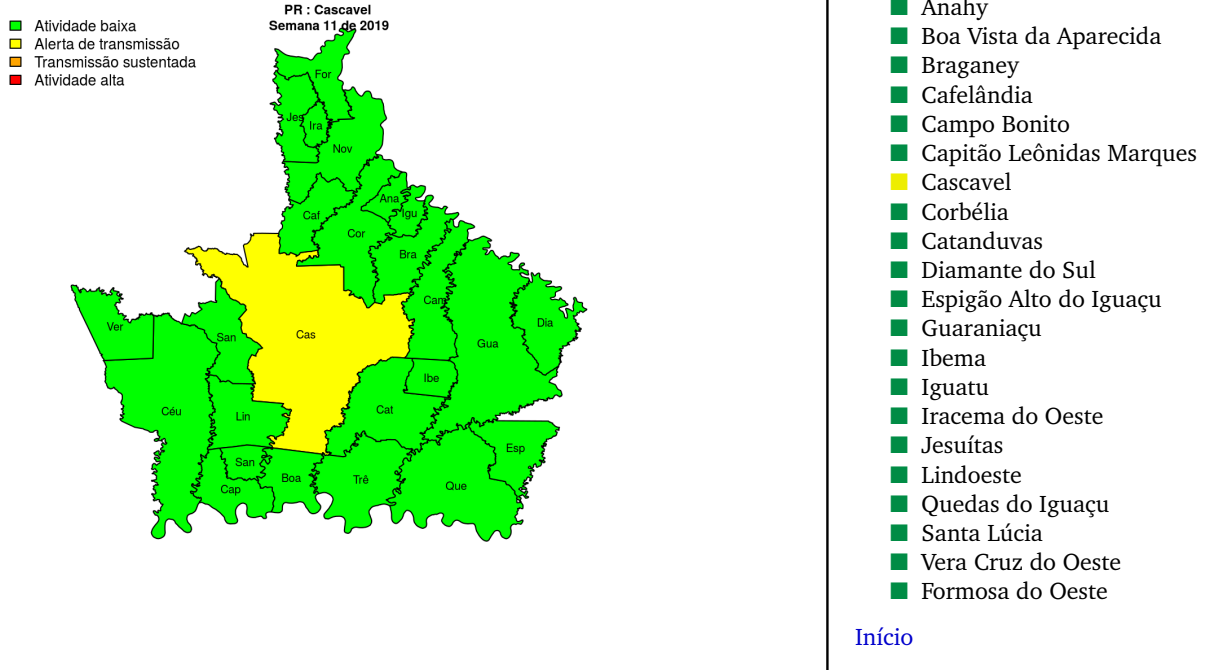 PR : Cascavel
Semana 11 de 2019
Atividade baixa
Alerta de transmissão
Transmissão sustentada
Atividade alta
For
Jes
Ira
Nov
Ana
Igu
Caf
Cor
Bra
Cam
Ver
San
Cas
Gua
Dia
Ibe
Céu
Lin
Cat
San
Cap
Boa
Trê
Esp
Que
Anahy
Boa Vista da Aparecida
Braganey
Cafelândia
Campo Bonito
Capitão Leônidas Marques
Cascavel
Corbélia
Catanduvas
Diamante do Sul
Espigão Alto do Iguaçu
Guaraniaçu
Ibema
Iguatu
Iracema do Oeste
Jesuítas
Lindoeste
Quedas do Iguaçu
Santa Lúcia
Vera Cruz do Oeste
Formosa do Oeste
Início